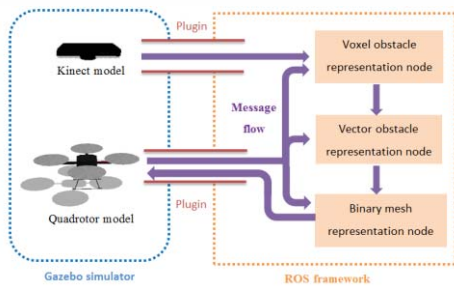 Plugin
Kinect model
Voxel obstacle
representation node
Message
flow
Vector obstacle
representation node
Plugin
Quadrotor model
Binary mesh
representation node
Gazebo simulator
ROS framework